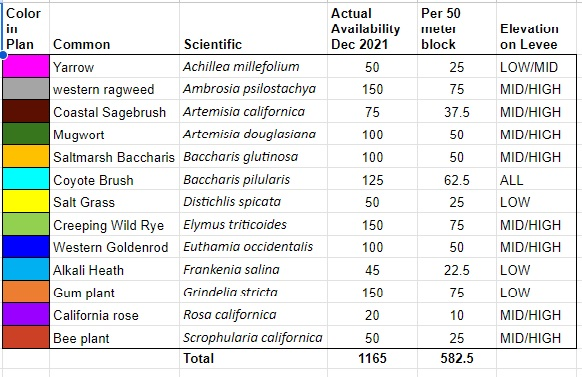 Color in Plan Common Scientific Actual Availability Dec 2021 Per 50 meter block Elevation on Levee
Yarrow Achillea millefolium 50 25 LOW/MID
western ragweed Ambrosia psilostachya 150 75 MID/HIGH
Coastal Sagebrush Artemisia californica 75 37.5 MID/HIGH
Mugwort Artemisia douglasiana 100 50 MID/HIGH
Saltmarsh Baccharis Baccharis glutinosa 100 50 MID/HIGH
Coyote Brush Baccharis pilularis 125 62.5 ALL
Salt Grass Distichlis spicata 50 25 LOW
Creeping Wild Rye Elymus triticoides 150 75 MID/HIGH
Western Goldenrod Euthamia occidentalis 100 50 MID/HIGH
Alkali Heath Frankenia salina 45 22.5 LOW
Gum plant Grindelia stricta 150 75 LOW
California rose Rosa californica 20 10 MID/HIGH
Bee plant Scrophularia californica 50 25 MID/HIGH
Total 1165 582.5